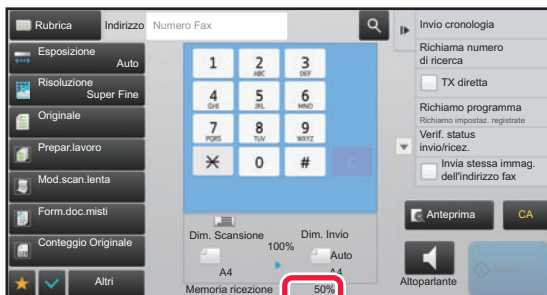 Rubrica
Indirizzo
Numero Fax
Esposizione
Auto
Risoluzione
Super Fine
Originale
Prepar.lavoro
Mod.scan.lenta
Form.doc.misti
Conteggio Originale
Altri
1
2
ABC
3
DEF
4
GHI
5
JKL
6
MNO
7
PQRS
8
TUV
9
WXYZ
0
#
C
Dim. Scansione
100%
Dim. Invio
Auto
A4
A4
Memoria ricezione
50%
Invio cronologia
Richiama numero
di ricerca
TX diretta
Richiamo programma
Richiamo impostaz. registrate
Verif. status
invio/ricez.
Invia stessa immag.
dell'indirizzo fax
Anteprima
CA
Altoparlante
Avvio